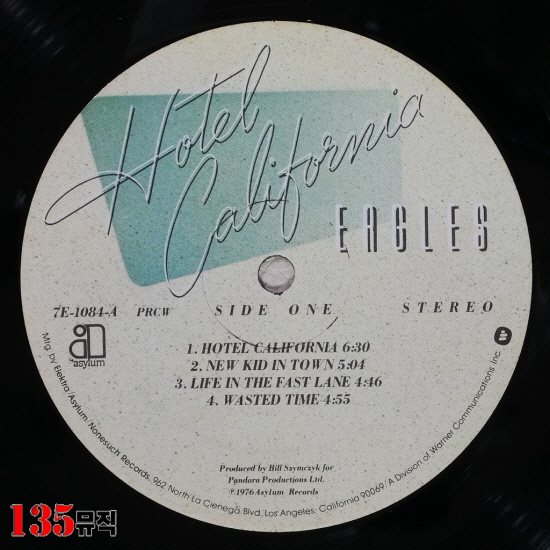 Hotel
California
EAGLES
7E-1084-A PRCW SIDE ONE STEREO
asylum
1. HOTEL CALIFORNIA 6:30
2. NEW KID IN TOWN 5:04
3. LIFE IN THE FAST LANE 4:46
4. WASTED TIME 4:55
Produced by Bill Szymczyk for
Pandora Productions Ltd.
℗1976 Asylum Records
Mfg. by Elektra/Asylum/Nonesuch Records, 962 North La Cienega Blvd. Los Angeles, California 90069 / A Division of Warner Communications Inc.
135뮤직